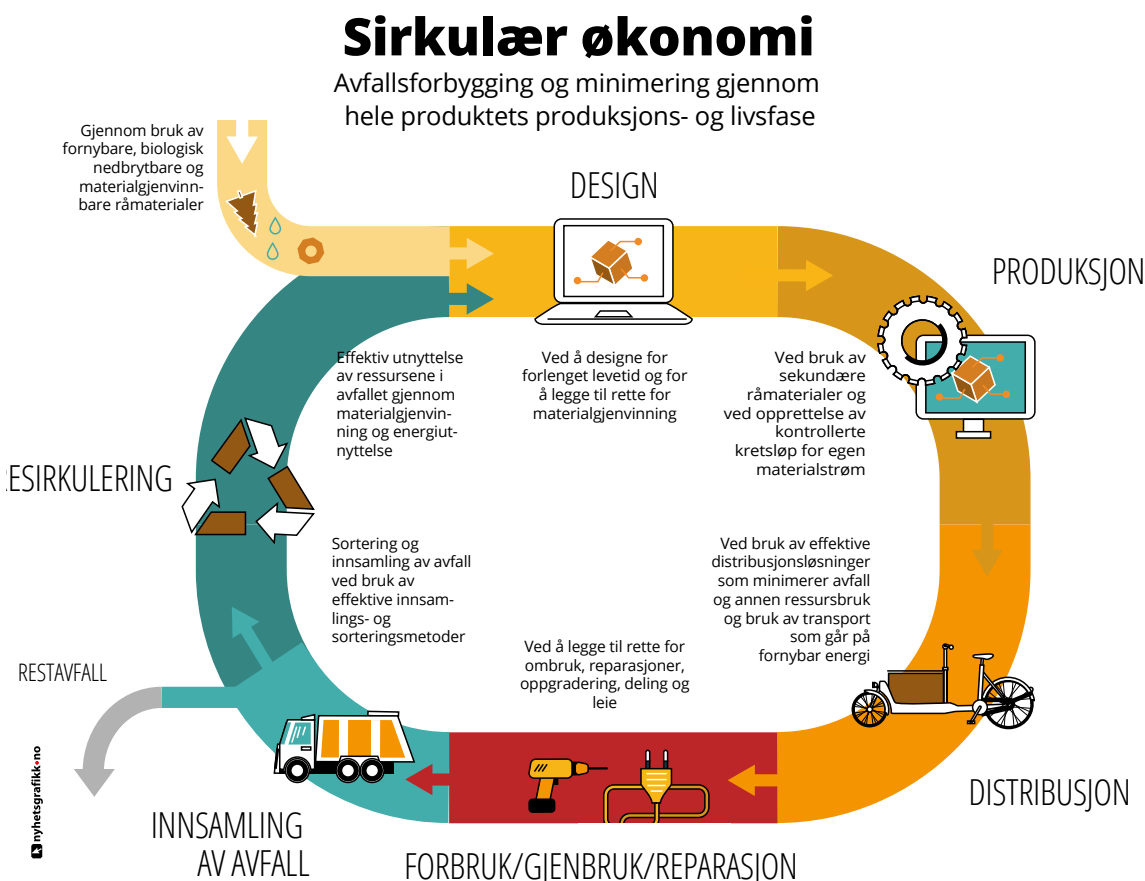 Sirkulær økonomi
Avfallsforbygging og minimering gjennom
hele produktets produksjons- og livsfase
Gjennom bruk av
fornybare, biologisk
nedbrytbare og
materialgjenvinn-
bare råmaterialer
DESIGN
PRODUKSJON
Effektiv utnyttelse
av ressursene i
avfallet gjennom
materialgjenvin-
ning og energiut-
nyttelse
Ved å designe for
forlenget levetid og for
å legge til rette for
materialgjenvinning
Ved bruk av
sekundære
råmaterialer og
ved opprettelse av
kontrollerte
kretsløp for egen
materialstrøm
ESIRKULERING
Sortering og
innsamling av avfall
ved bruk av
effektive innsam-
lings- og
sorteringsmetoder
Ved bruk av effektive
distribusjonsløsninger
som minimerer avfall
og annen ressursbruk
og bruk av transport
som går på
fornybar energi
Ved å legge til rette for
ombruk, reparasjoner,
oppgradering, deling og
leie
RESTAVFALL
DISTRIBUSJON
INNSAMLING
AV AVFALL
FORBRUK/GJENBRUK/REPARASJON
nyhetsgrafikk•no